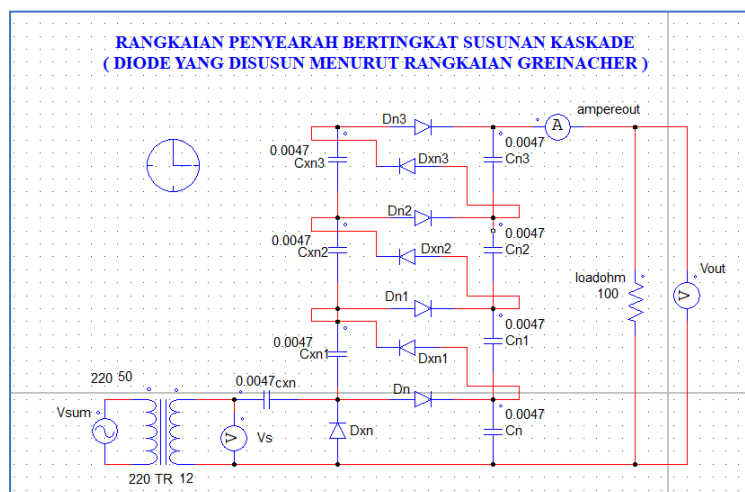 RANGKAIAN PENYEARAH BERTINGKAT SUSUNAN KASKADE
( DIODE YANG DISUSUN MENURUT RANGKAIAN GREINACHER )
ampereout
Dn3
A
0.0047
Cxn3
Dxn3
0.0047
Cn3
Dn2
0.0047
Cxn2
Dxn2
0.0047
Cn2
loadohm
100
Vout
V
Dn1
0.0047
Cxn1
Dxn1
0.0047
Cn1
220 50
0.0047 cxn
Dn
0.0047
Cn
Vsum
V
Vs
Dxn
220 TR 12